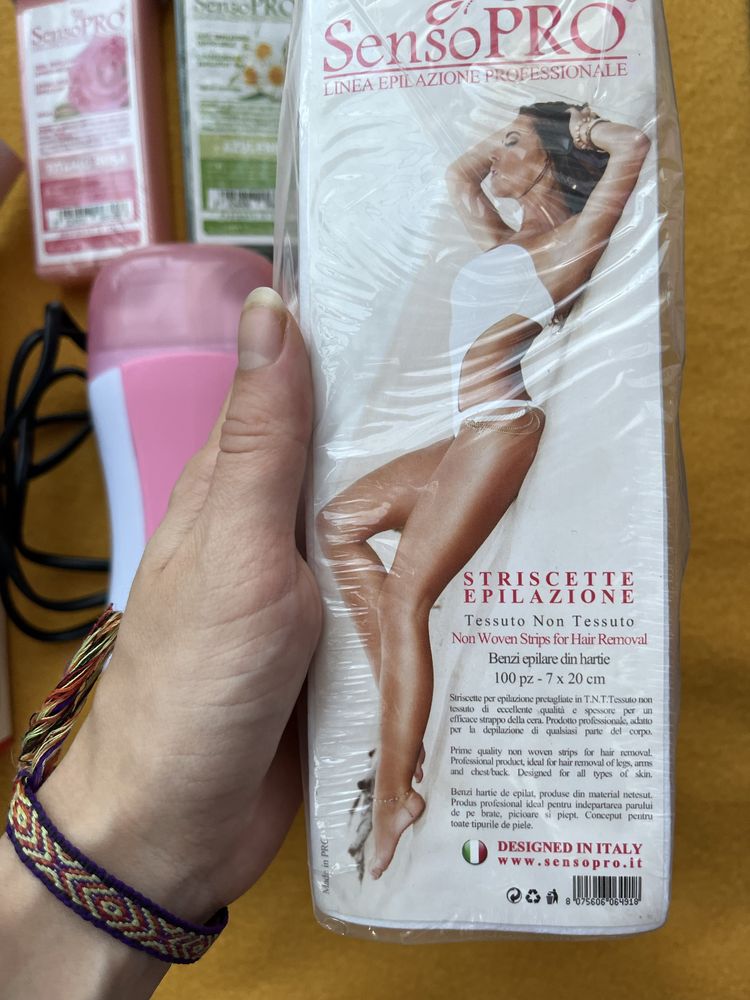 SensoPRO
SensoPRO
SensoPRO
LINEA EPILAZIONE PROFESSIONALE
STRISCETTE
EPILAZIONE
Tessuto Non Tessuto
Non Woven Strips for Hair Removal
Benzi epilare din hartie
100 pz - 7 x 20 cm
Striscette per epilazione pretagliate in T.N.T.Tessuto non
tessuto di eccellente qualità e spessore per un
efficace strappo della cera. Prodotto professionale, adatto
per la depilazione di qualsiasi parte del corpo.
Prime quality non woven strips for hair removal.
Professional product, ideal for hair removal of legs, arms
and chest/back. Designed for all types of skin.
Benzi hartie de epilat, produse din material netesut.
Produs profesional ideal pentru indepartarea parului
de pe brate, picioare si piept. Conceput pentru
toate tipurile de piele.
DESIGNED IN ITALY
www.sensopro.it
Made in PRC
8 075606 064918